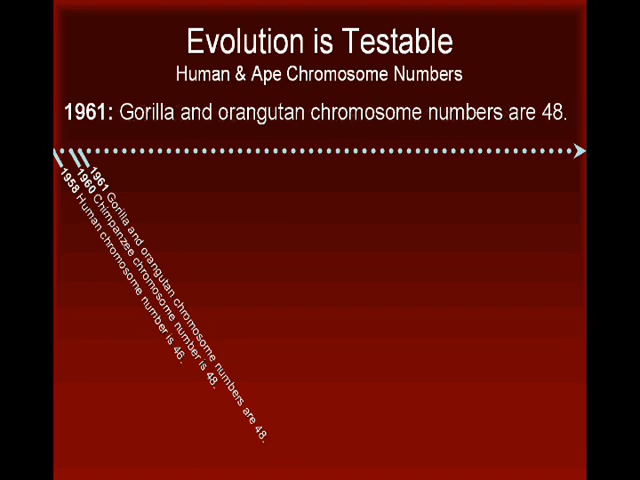 Evolution is Testable
Human & Ape Chromosome Numbers
1961: Gorilla and orangutan chromosome numbers are 48.
1961 Gorilla and orangutan chromosome numbers are 48.
1960 Chimpanzee chromosome number is 48.
1958 Human chromosome number is 46.